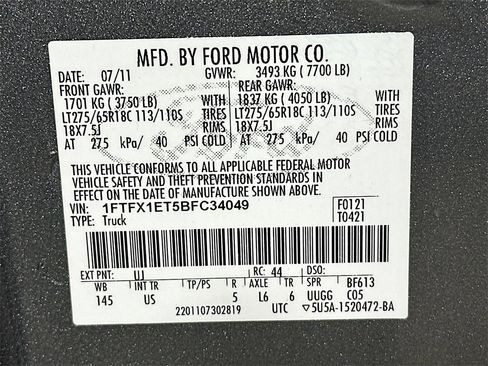 MFD. BY FORD MOTOR CO.
DATE: 07/11 GVWR: 3493 KG ( 7700 LB)
FRONT GAWR: REAR GAWR:
1701 KG ( 3750 LB) WITH 1837 KG ( 4050 LB) WITH
LT275/65R18C 113/110S TIRES LT275/65R18C 113/110S TIRES
18X7.5J RIMS 18X7.5J RIMS
AT 275 kPa/ 40 PSI COLD AT 275 kPa/ 40 PSI COLD
THIS VEHICLE CONFORMS TO ALL APPLICABLE FEDERAL MOTOR
VEHICLE SAFETY AND THEFT PREVENTION STANDARDS IN
EFFECT ON THE DATE OF MANUFACTURE SHOWN ABOVE.
VIN: 1FTFX1ET5BFC34049 F0121
TYPE: Truck T0421
EXT PNT: UJ RC: 44 DSO:
WB INT TR TP/PS R AXLE TR SPR BF613
145 US 5 L6 6 UUGG C05
2201107302819 UTC ▽5U5A-1520472-BA